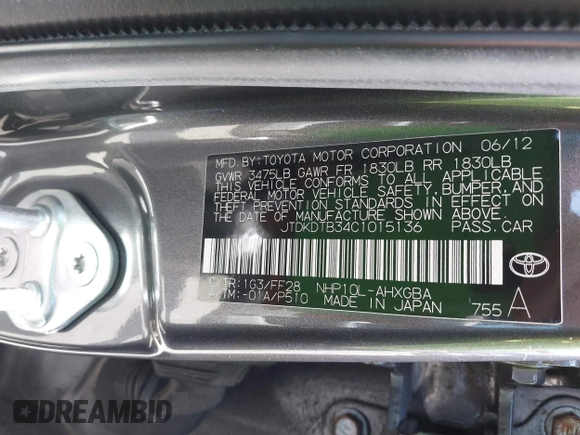 MFD.BY:TOYOTA MOTOR CORPORATION 06/12
GVWR 3475LB GAWR FR 1830LB RR 1830LB
THIS VEHICLE CONFORMS TO ALL APPLICABLE
FEDERAL MOTOR VEHICLE SAFETY,BUMPER,AND
THEFT PREVENTION STANDARDS IN EFFECT ON
THE DATE OF MANUFACTURE SHOWN ABOVE.
JTDKDTB34C1015136 PASS.CAR
C/TR:1G3/FF28 NHP10L-AHXGBA
A/TM:-01A/P510 MADE IN JAPAN 755 A
DREAMBID